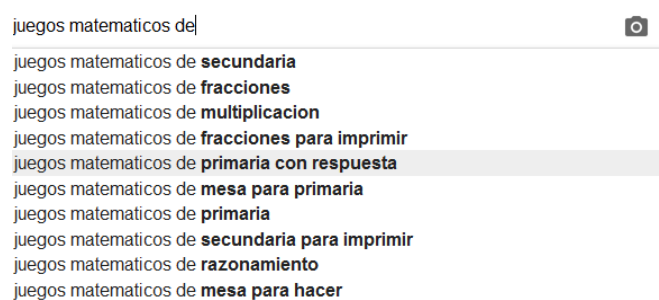 juegos matematicos de
juegos matematicos de secundaria
juegos matematicos de fracciones
juegos matematicos de multiplicacion
juegos matematicos de fracciones para imprimir
juegos matematicos de primaria con respuesta
juegos matematicos de mesa para primaria
juegos matematicos de primaria
juegos matematicos de secundaria para imprimir
juegos matematicos de razonamiento
juegos matematicos de mesa para hacer